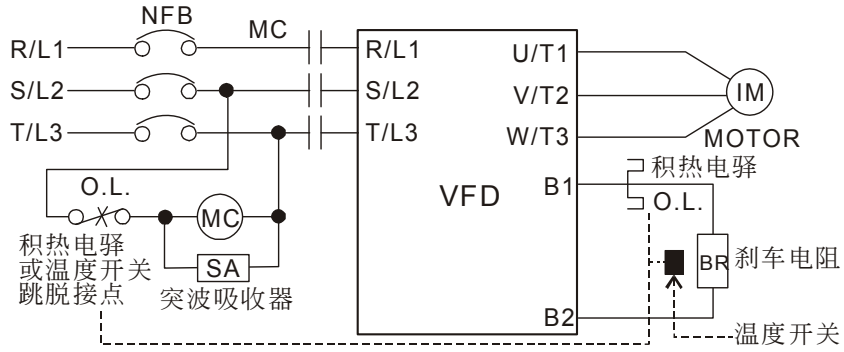 NFB
MC
R/L1
R/L1
U/T1
S/L2
S/L2
V/T2
IM
T/L3
T/L3
W/T3
MOTOR
积热电驿
O.L.
VFD
B1
O.L.
MC
积热电驿
或温度开关
跳脱接点
SA
突波吸收器
BR
刹车电阻
B2
温度开关